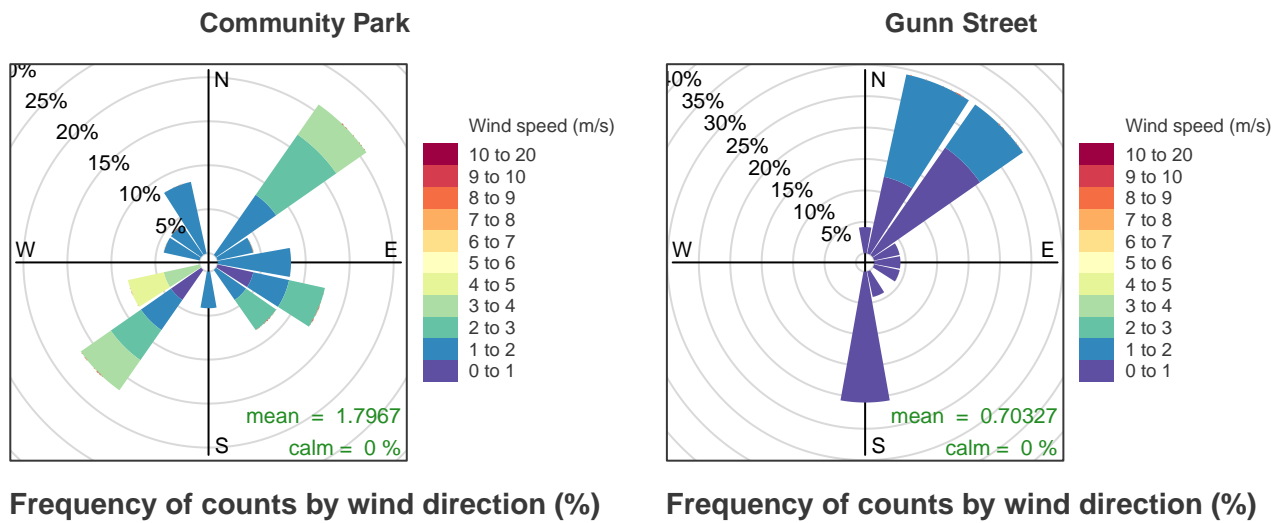 Community Park
0%
25%
20%
15%
10%
5%
N
W
E
S
mean = 1.7967
calm = 0 %
Wind speed (m/s)
10 to 20
9 to 10
8 to 9
7 to 8
6 to 7
5 to 6
4 to 5
3 to 4
2 to 3
1 to 2
0 to 1
Frequency of counts by wind direction (%)
Gunn Street
40%
35%
30%
25%
20%
15%
10%
5%
N
W
E
S
mean = 0.70327
calm = 0 %
Wind speed (m/s)
10 to 20
9 to 10
8 to 9
7 to 8
6 to 7
5 to 6
4 to 5
3 to 4
2 to 3
1 to 2
0 to 1
Frequency of counts by wind direction (%)